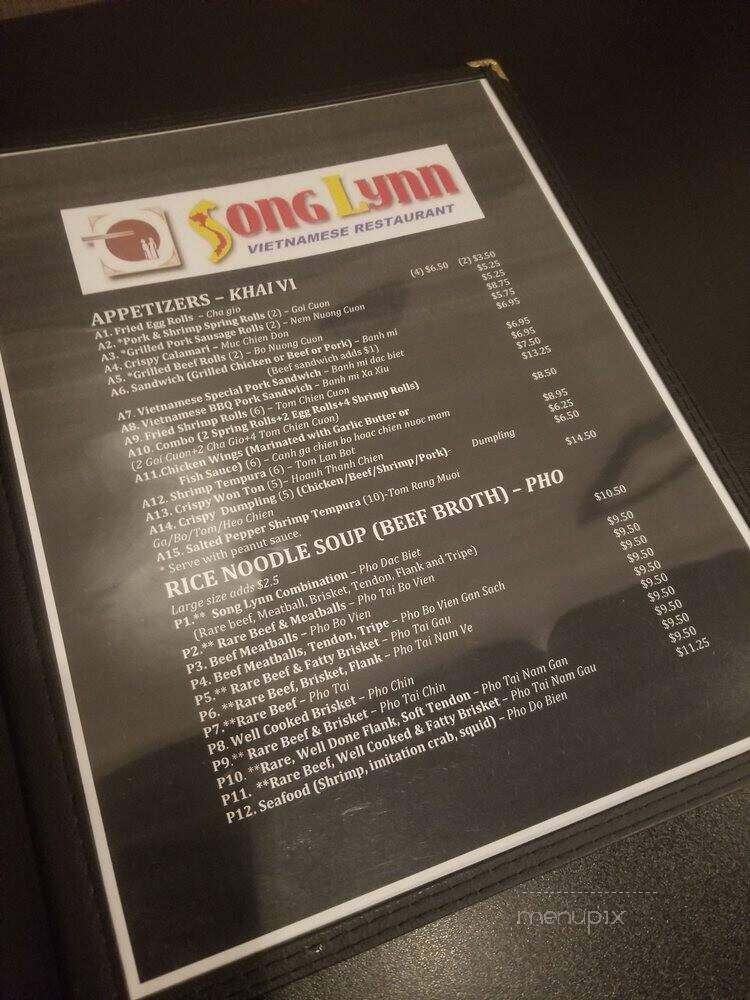 Song Lynn
VIETNAMESE RESTAURANT
APPETIZERS – KHAI VI
A1. Fried Egg Rolls – Cha gio (4) $6.50 (2) $3.50
A2. *Pork & Shrimp Spring Rolls (2) – Goi Cuon $5.25
A3. *Grilled Pork Sausage Rolls (2) – Nem Nuong Cuon $5.25
A4. Crispy Calamari – Muc Chien Don $8.75
A5. *Grilled Beef Rolls (2) – Bo Nuong Cuon $5.75
A6. Sandwich (Grilled Chicken or Beef or Pork) – Banh mi $6.95
(Beef sandwich adds $1)
A7. Vietnamese Special Pork Sandwich – Banh mi dac biet $6.95
A8. Vietnamese BBQ Pork Sandwich – Banh mi Xa Xiu $6.95
A9. Fried Shrimp Rolls (6) – Tom Chien Cuon $7.50
A10. Combo (2 Spring Rolls+2 Egg Rolls+4 Shrimp Rolls) $13.25
(2 Goi Cuon+2 Cha Gio+4 Tom Chien Cuon)
A11.Chicken Wings (Marinated with Garlic Butter or $8.50
Fish Sauce) (6) – Canh ga chien bo hoac chien nuoc mam
A12. Shrimp Tempura (6) – Tom Lan Bot $8.95
A13. Crispy Won Ton (5)– Hoanh Thanh Chien $6.25
A14. Crispy Dumpling (5) (Chicken/Beef/Shrimp/Pork)- Dumpling $6.50
Ga/Bo/Tom/Heo Chien
A15. Salted Pepper Shrimp Tempura (10)-Tom Rang Muoi $14.50
* Serve with peanut sauce.
RICE NOODLE SOUP (BEEF BROTH) – PHO
Large size adds $2.5
P1.** Song Lynn Combination – Pho Dac Biet $10.50
(Rare beef, Meatball, Brisket, Tendon, Flank and Tripe)
P2.** Rare Beef & Meatballs – Pho Tai Bo Vien $9.50
P3. Beef Meatballs – Pho Bo Vien $9.50
P4. Beef Meatballs, Tendon, Tripe – Pho Bo Vien Gan Sach $9.50
P5.** Rare Beef & Fatty Brisket – Pho Tai Gau $9.50
P6. **Rare Beef, Brisket, Flank – Pho Tai Nam Ve $9.50
P7.**Rare Beef – Pho Tai $9.50
P8. Well Cooked Brisket – Pho Chin $9.50
P9.** Rare Beef & Brisket – Pho Tai Chin $9.50
P10. **Rare, Well Done Flank, Soft Tendon – Pho Tai Nam Gan $9.50
P11. **Rare Beef, Well Cooked & Fatty Brisket – Pho Tai Nam Gau $9.50
P12. Seafood (Shrimp, imitation crab, squid) – Pho Do Bien $11.25
menupix